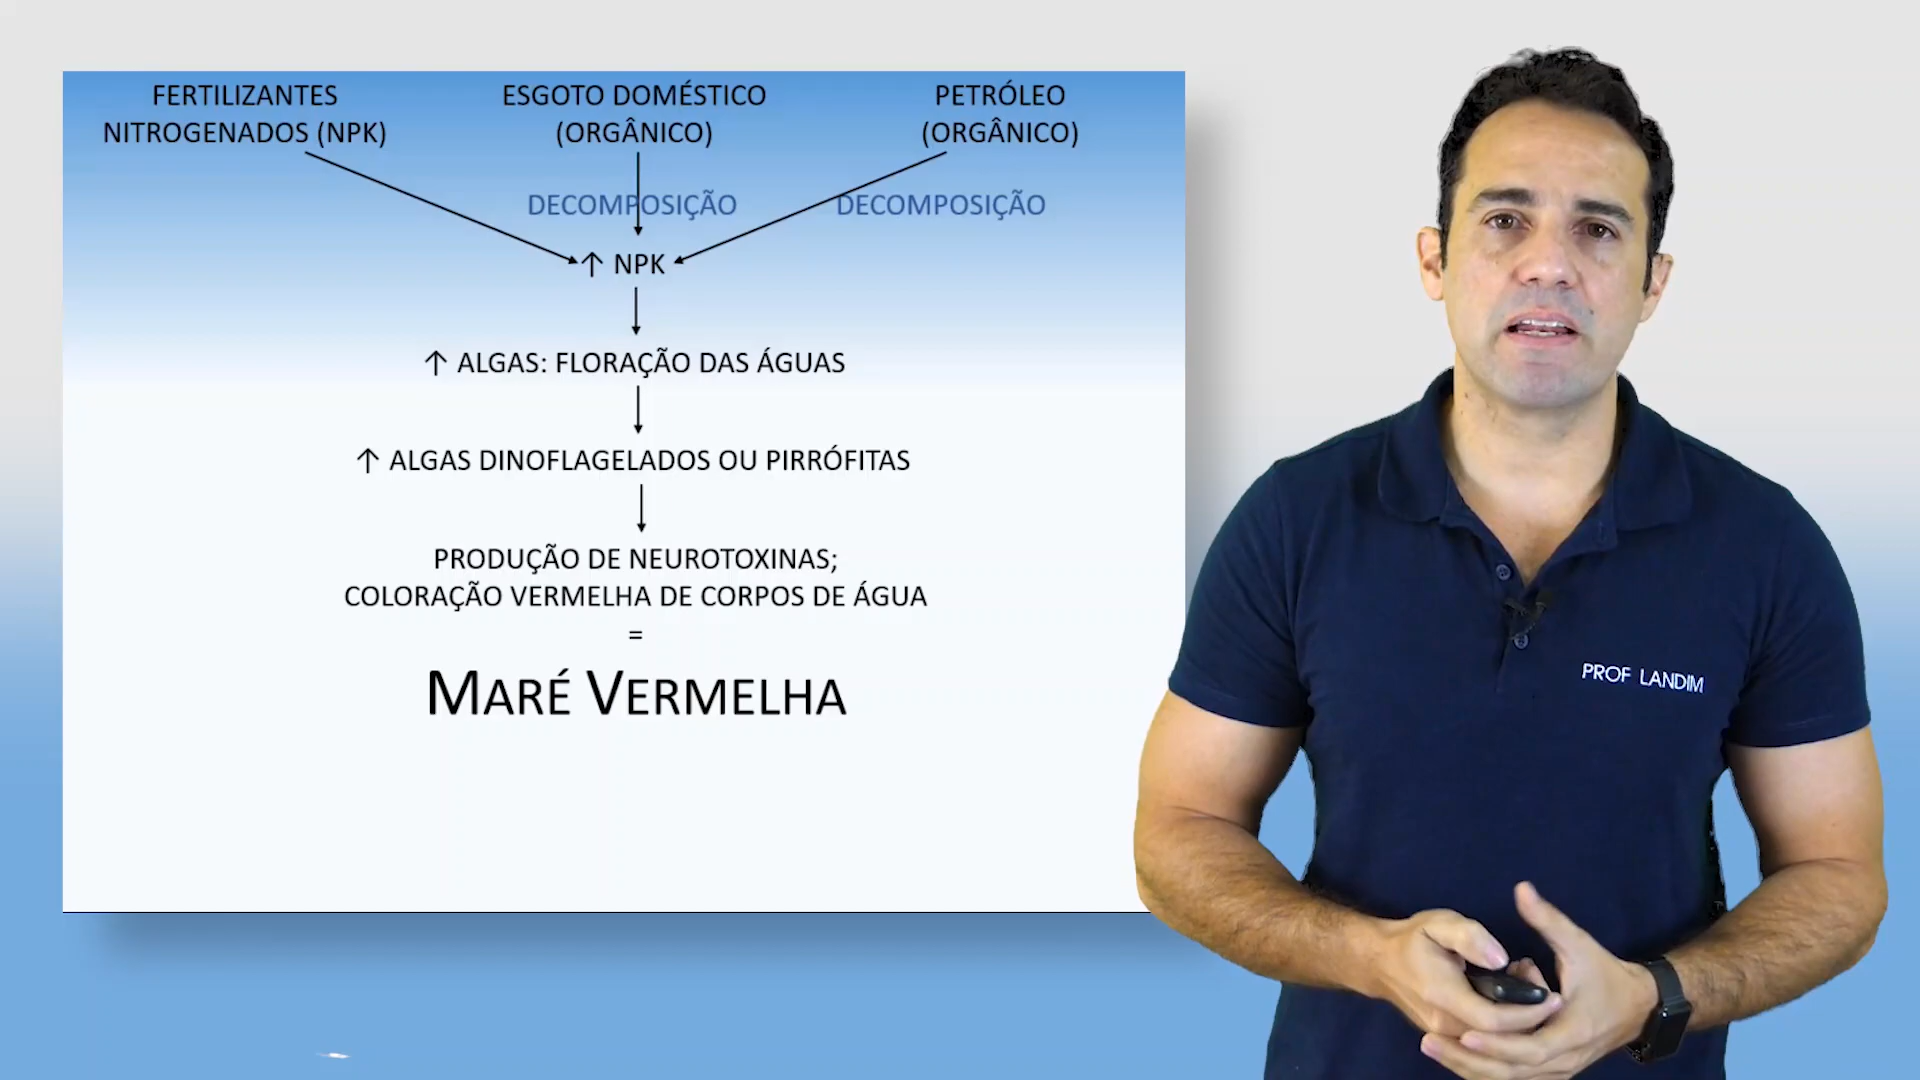 FERTILIZANTES
NITROGENADOS (NPK)
ESGOTO DOMÉSTICO
(ORGÂNICO)
PETRÓLEO
(ORGÂNICO)
DECOMPOSIÇÃO
DECOMPOSIÇÃO
↑ NPK
↑ ALGAS: FLORAÇÃO DAS ÁGUAS
↑ ALGAS DINOFLAGELADOS OU PIRRÓFITAS
PRODUÇÃO DE NEUROTOXINAS;
COLORAÇÃO VERMELHA DE CORPOS DE ÁGUA
=
MARÉ VERMELHA
PROF LANDIM